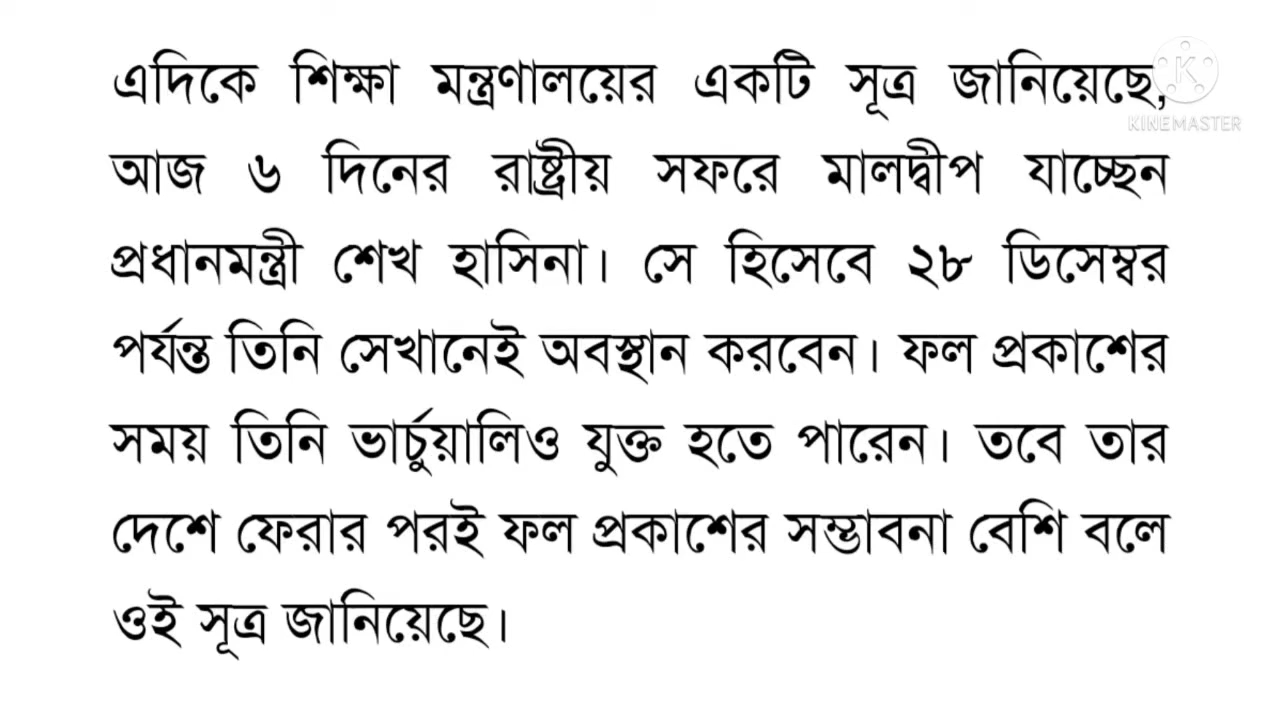 এদিকে শিক্ষা মন্ত্রণালয়ের একটি সূত্র জানিয়েছে,
আজ ৬ দিনের রাষ্ট্রীয় সফরে মালদ্বীপ যাচ্ছেন
প্রধানমন্ত্রী শেখ হাসিনা। সে হিসেবে ২৮ ডিসেম্বর
পর্যন্ত তিনি সেখানেই অবস্থান করবেন। ফল প্রকাশের
সময় তিনি ভার্চুয়ালিও যুক্ত হতে পারেন। তবে তার
দেশে ফেরার পরই ফল প্রকাশের সম্ভাবনা বেশি বলে
ওই সূত্র জানিয়েছে।
K
KINEMASTER